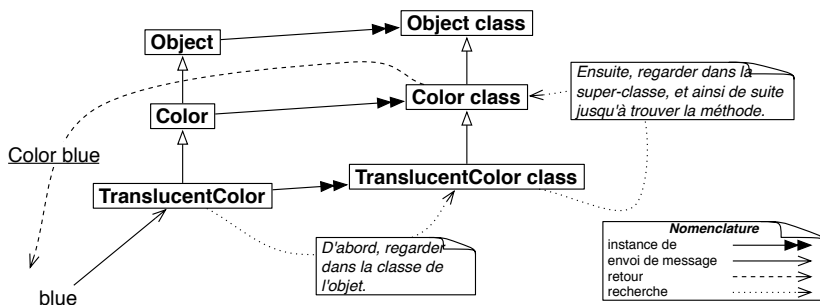 Object
Object class
Color
Color class
Ensuite, regarder dans la
super-classe, et ainsi de suite
jusqu'à trouver la méthode.
Color blue
TranslucentColor
TranslucentColor class
D'abord, regarder
dans la classe de
l'objet.
Nomenclature
instance de
envoi de message
retour
recherche
blue